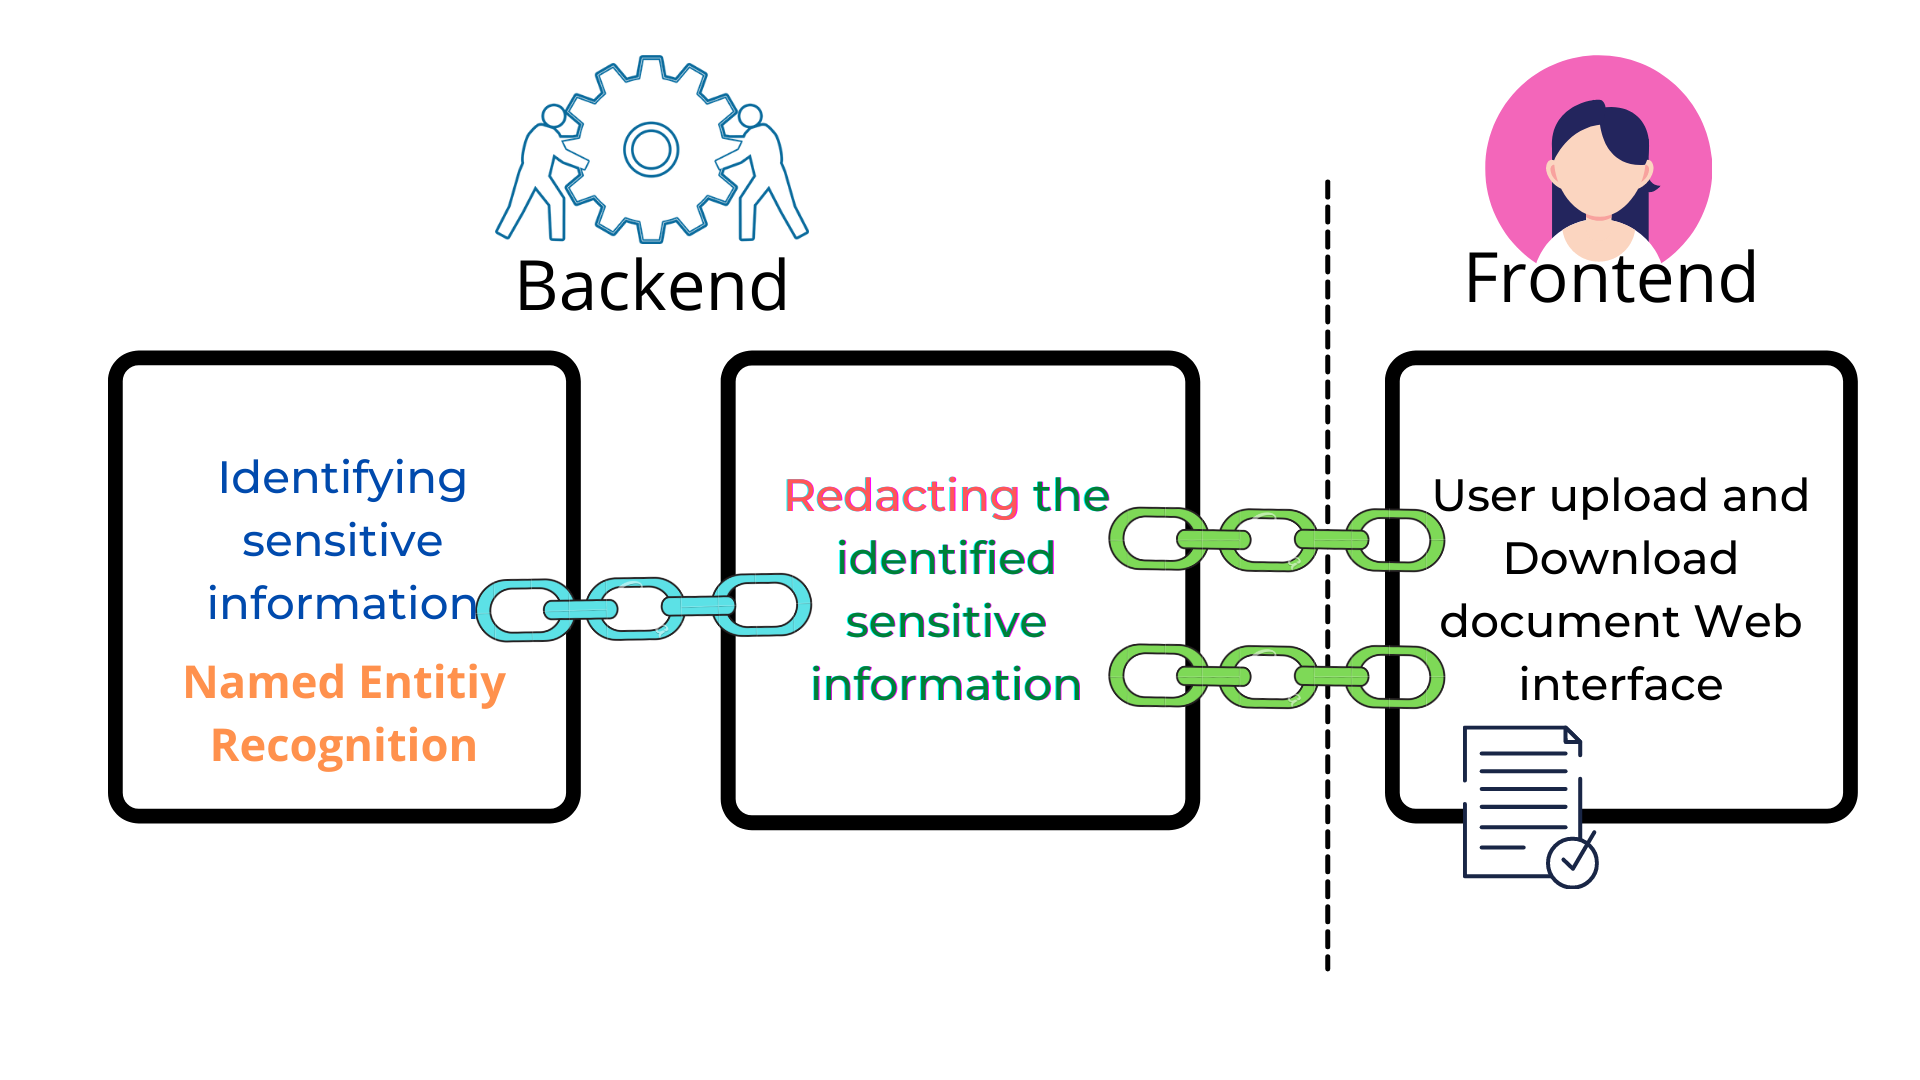 Backend
Frontend
Identifying
sensitive
information
Named Entitiy
Recognition
Redacting the
identified
sensitive
information
User upload and
Download
document Web
interface